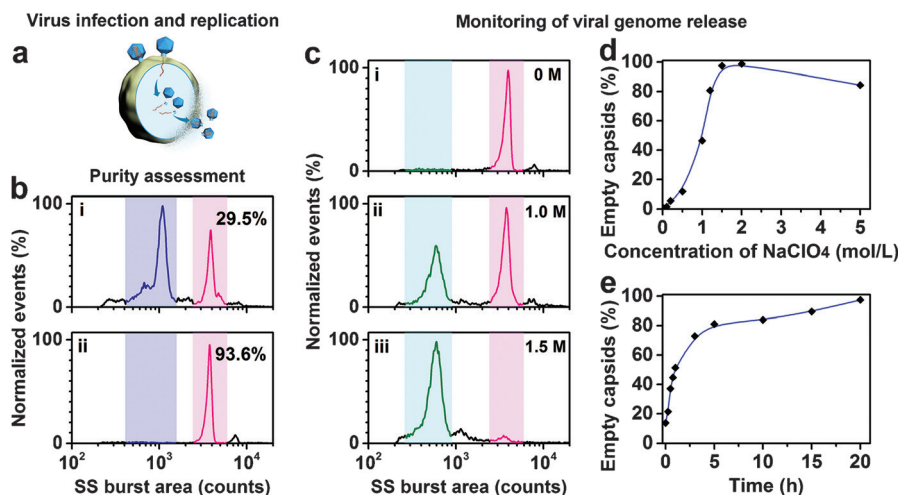 Virus infection and replication
Monitoring of viral genome release
a
b
Purity assessment
i
29.5%
100
0
ii
93.6%
100
0
Normalized events (%)
10² 10³ 10⁴
SS burst area (counts)
c
i
0 M
100
0
ii
1.0 M
100
0
iii
1.5 M
100
0
Normalized events (%)
10² 10³ 10⁴
SS burst area (counts)
d
Empty capsids (%)
100
80
60
40
20
0
0 1 2 3 4 5
Concentration of NaClO4 (mol/L)
e
Empty capsids (%)
100
80
60
40
20
0
0 5 10 15 20
Time (h)